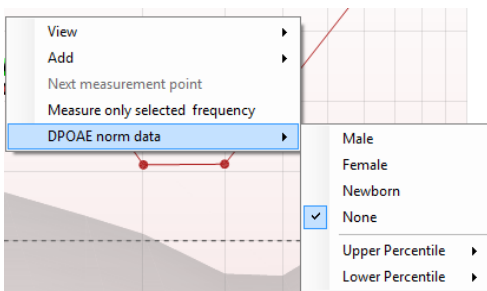 View
Add
Next measurement point
Measure only selected frequency
DPOAE norm data
Male
Female
Newborn
None
Upper Percentile
Lower Percentile